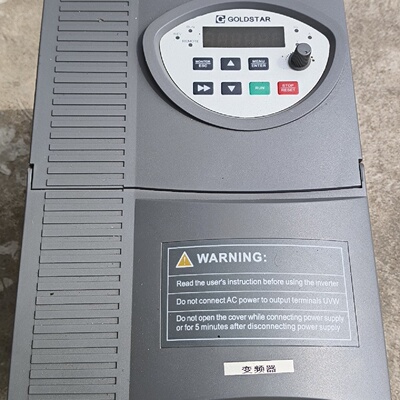 GOLDSTAR
MONITOR
ESC
MENU
ENTER
RUN
STOP
RESET
WARNING:
Read the user's instruction before using the inverter
Do not connect AC power to output terminals UVW
Do not open the cover while connecting power supply
or for 5 minutes after disconnecting power supply
变频器